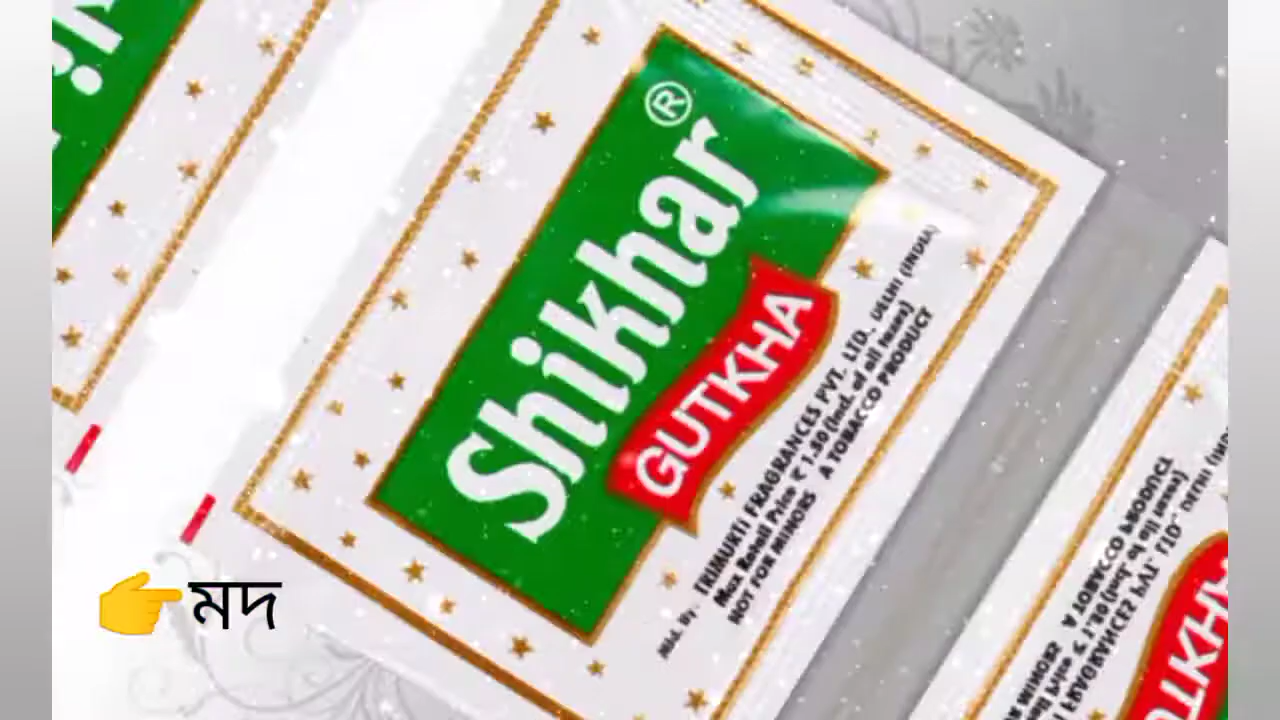 Shikhar®
GUTKHA
Mfd. By. TRIMURTI FRAGRANCES PVT. LTD., DELHI (INDIA)
Max Retail Price ₹ 1.50 (Incl. of all taxes)
NOT FOR MINORS A TOBACCO PRODUCT
👉মদ